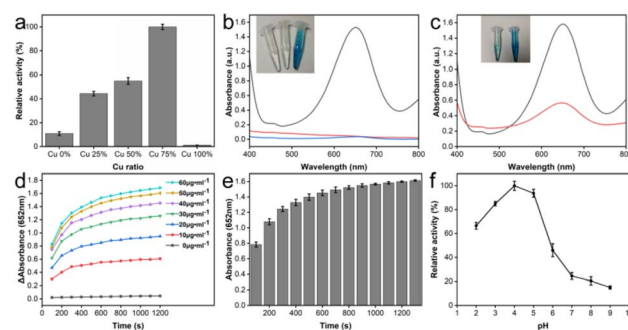 a
Relative activity (%)
100
80
60
40
20
0
Cu 0% Cu 25% Cu 50% Cu 75% Cu 100%
Cu ratio
b
Absorbance (a.u.)
1.6
1.4
1.2
1.0
0.8
0.6
0.4
0.2
0.0
400 500 600 700 800
Wavelength (nm)
c
Absorbance (a.u.)
1.6
1.4
1.2
1.0
0.8
0.6
0.4
0.2
0.0
400 500 600 700 800
Wavelength (nm)
d
ΔAbsorbance (652nm)
1.8
1.6
1.4
1.2
1.0
0.8
0.6
0.4
0.2
0.0
60μg•ml⁻¹
50μg•ml⁻¹
40μg•ml⁻¹
30μg•ml⁻¹
20μg•ml⁻¹
10μg•ml⁻¹
0μg•ml⁻¹
200 400 600 800 1000 1200
Time (s)
e
Absorbance (652nm)
1.6
1.4
1.2
1.0
0.8
0.6
0.4
0.2
0.0
200 400 600 800 1000 1200
Time (s)
f
Relative activity (%)
100
80
60
40
20
0
1 2 3 4 5 6 7 8 9 1
pH